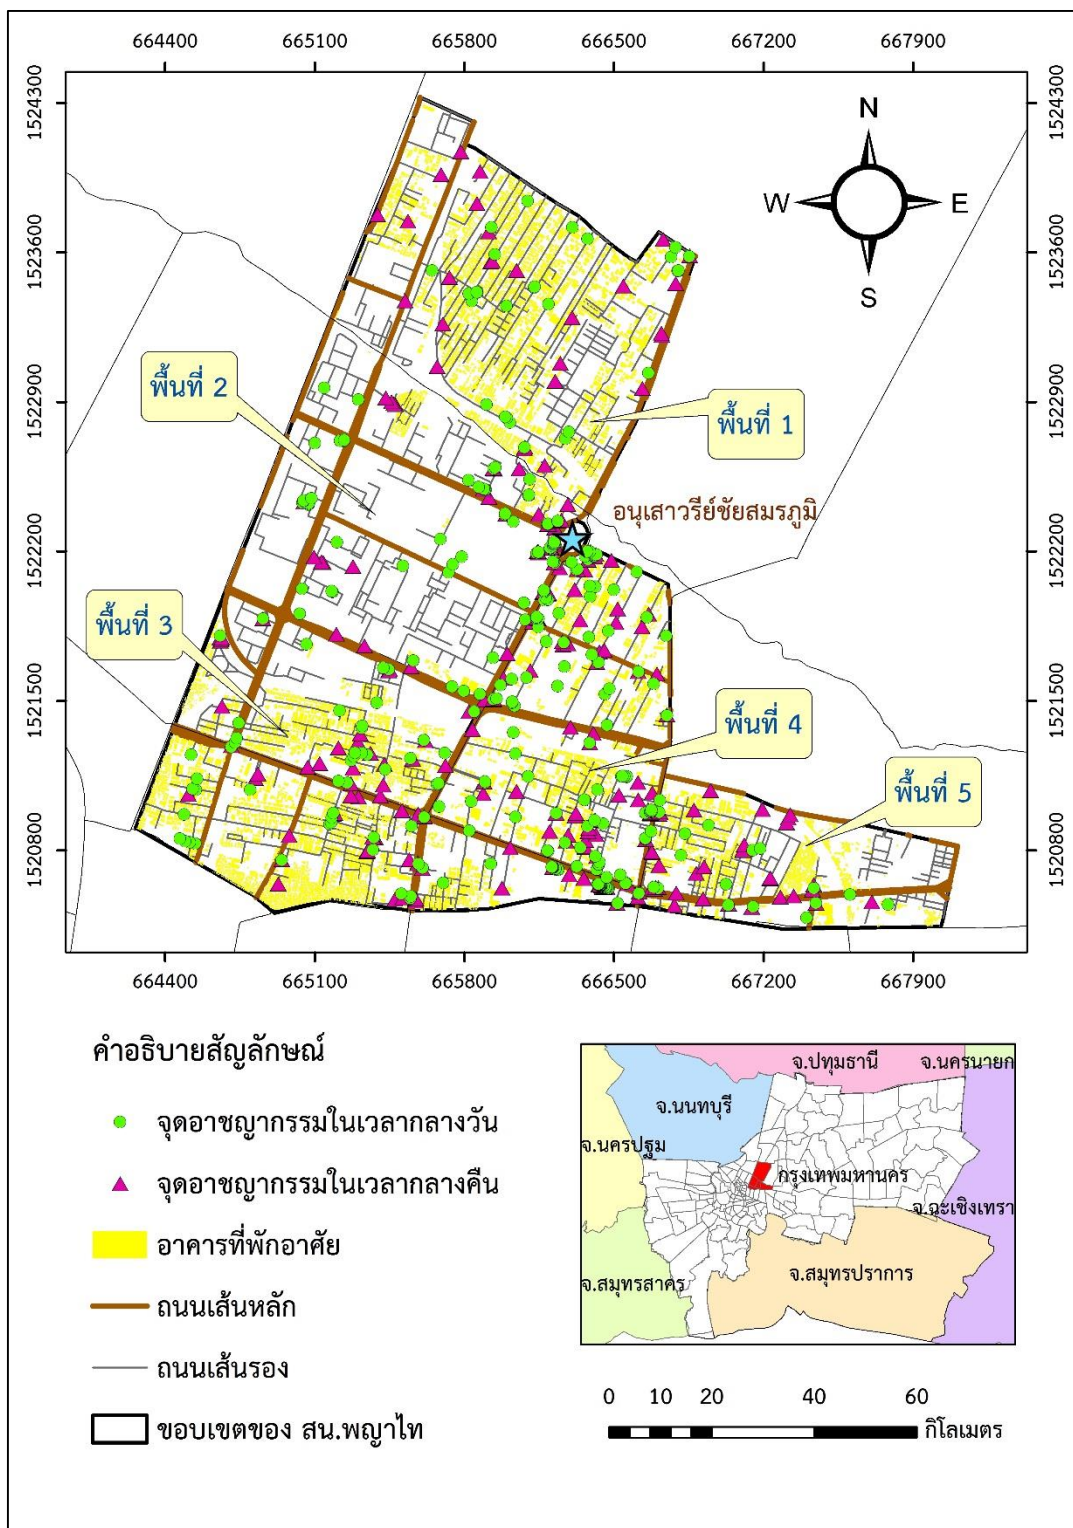 664400 665100 665800 666500 667200 667900
1524300 1524300
N
W E
S
1523600 1523600
พื้นที่ 2
1522900 1522900
พื้นที่ 1
อนุเสาวรีย์ชัยสมรภูมิ
1522200 1522200
พื้นที่ 3
1521500 1521500
พื้นที่ 4
พื้นที่ 5
1520800 1520800
664400 665100 665800 666500 667200 667900
คำอธิบายสัญลักษณ์
จุดอาชญากรรมในเวลากลางวัน
จุดอาชญากรรมในเวลากลางคืน
อาคารที่พักอาศัย
ถนนเส้นหลัก
ถนนเส้นรอง
ขอบเขตของ สน.พญาไท
จ.ปทุมธานี จ.นครนายก
จ.นนทบุรี
จ.นครปฐม
กรุงเทพมหานคร
จ.ฉะเชิงเทรา
จ.สมุทรปราการ
จ.สมุทรสาคร
0 10 20 40 60
กิโลเมตร